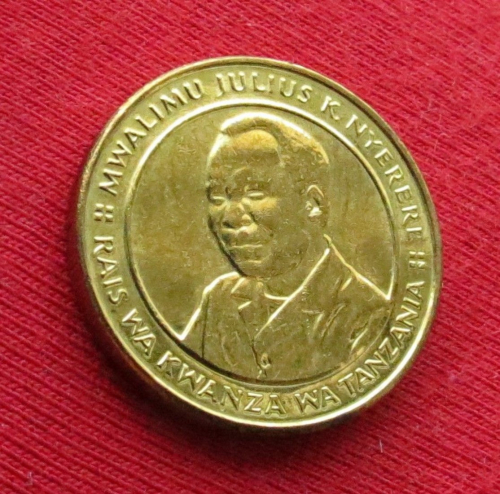 MWALIMU JULIUS K. NYERERE
RAIS. WA KWANZA WA TANZANIA